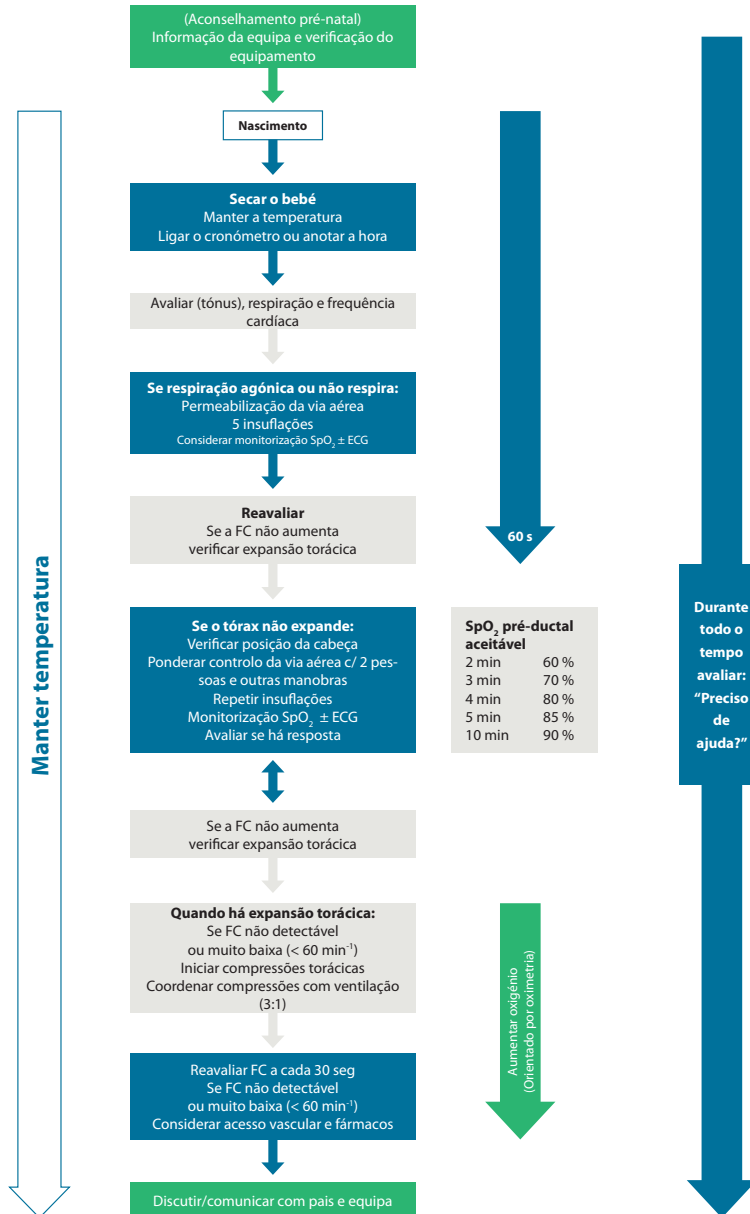 (Aconselhamento pré-natal)
Informação da equipa e verificação do
equipamento
Nascimento
Secar o bebé
Manter a temperatura
Ligar o cronómetro ou anotar a hora
Avaliar (tónus), respiração e frequência
cardíaca
Se respiração agónica ou não respira:
Permeabilização da via aérea
5 insuflações
Considerar monitorização SpO₂ ± ECG
Reavaliar
Se a FC não aumenta
verificar expansão torácica
60 s
Se o tórax não expande:
Verificar posição da cabeça
Ponderar controlo da via aérea c/ 2 pes-
soas e outras manobras
Repetir insuflações
Monitorização SpO₂ ± ECG
Avaliar se há resposta
SpO₂ pré-ductal
aceitável
2 min 60 %
3 min 70 %
4 min 80 %
5 min 85 %
10 min 90 %
Durante
todo o
tempo
avaliar:
“Preciso
de
ajuda?”
Manter temperatura
Se a FC não aumenta
verificar expansão torácica
Quando há expansão torácica:
Se FC não detectável
ou muito baixa (< 60 min⁻¹)
Iniciar compressões torácicas
Coordenar compressões com ventilação
(3:1)
Aumentar oxigénio
(Orientado por oximetria)
Reavaliar FC a cada 30 seg
Se FC não detectável
ou muito baixa (< 60 min⁻¹)
Considerar acesso vascular e fármacos
Discutir/comunicar com pais e equipa